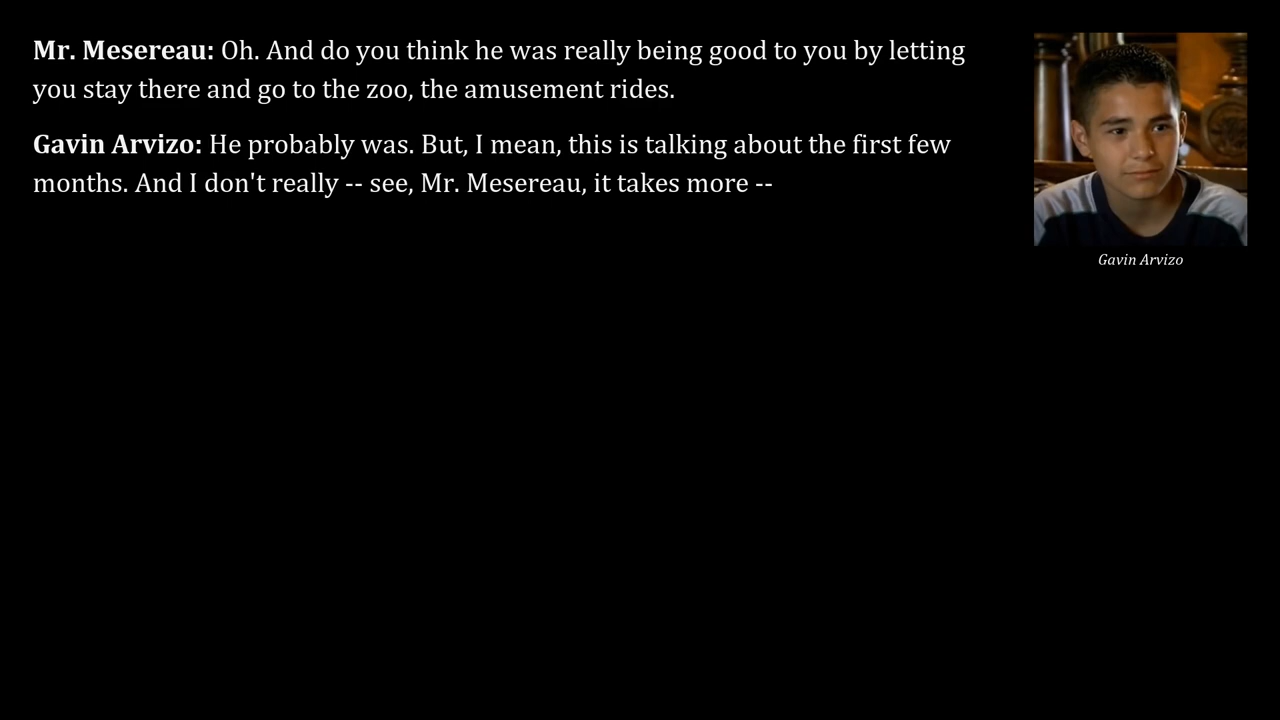 Mr. Mesereau: Oh. And do you think he was really being good to you by letting
you stay there and go to the zoo, the amusement rides.
Gavin Arvizo: He probably was. But, I mean, this is talking about the first few
months. And I don't really -- see, Mr. Mesereau, it takes more --
Gavin Arvizo